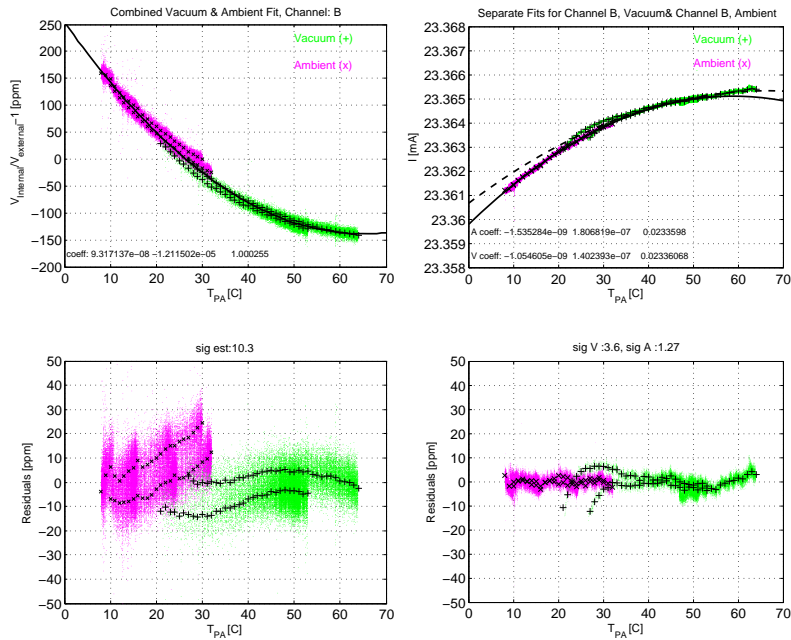 Combined Vacuum & Ambient Fit, Channel: B
250
200
150
100
50
0
−50
−100
−150
−200
V_internal/V_external−1 [ppm]
Vacuum (+)
Ambient (x)
coeff: 9.317137e−08 −1.211502e−05 1.000255
0 10 20 30 40 50 60 70
T_PA [C]
Separate Fits for Channel B, Vacuum& Channel B, Ambient
23.368
23.367
23.366
23.365
23.364
23.363
23.362
23.361
23.36
23.359
23.358
I [mA]
Vacuum (+)
Ambient (x)
A coeff: −1.535284e−09 1.806819e−07 0.0233598
V coeff: −1.054605e−09 1.402393e−07 0.02336068
0 10 20 30 40 50 60 70
T_PA [C]
sig est:10.3
50
40
30
20
10
0
−10
−20
−30
−40
−50
Residuals [ppm]
0 10 20 30 40 50 60 70
T_PA [C]
sig V :3.6, sig A :1.27
50
40
30
20
10
0
−10
−20
−30
−40
−50
Residuals [ppm]
0 10 20 30 40 50 60 70
T_PA [C]